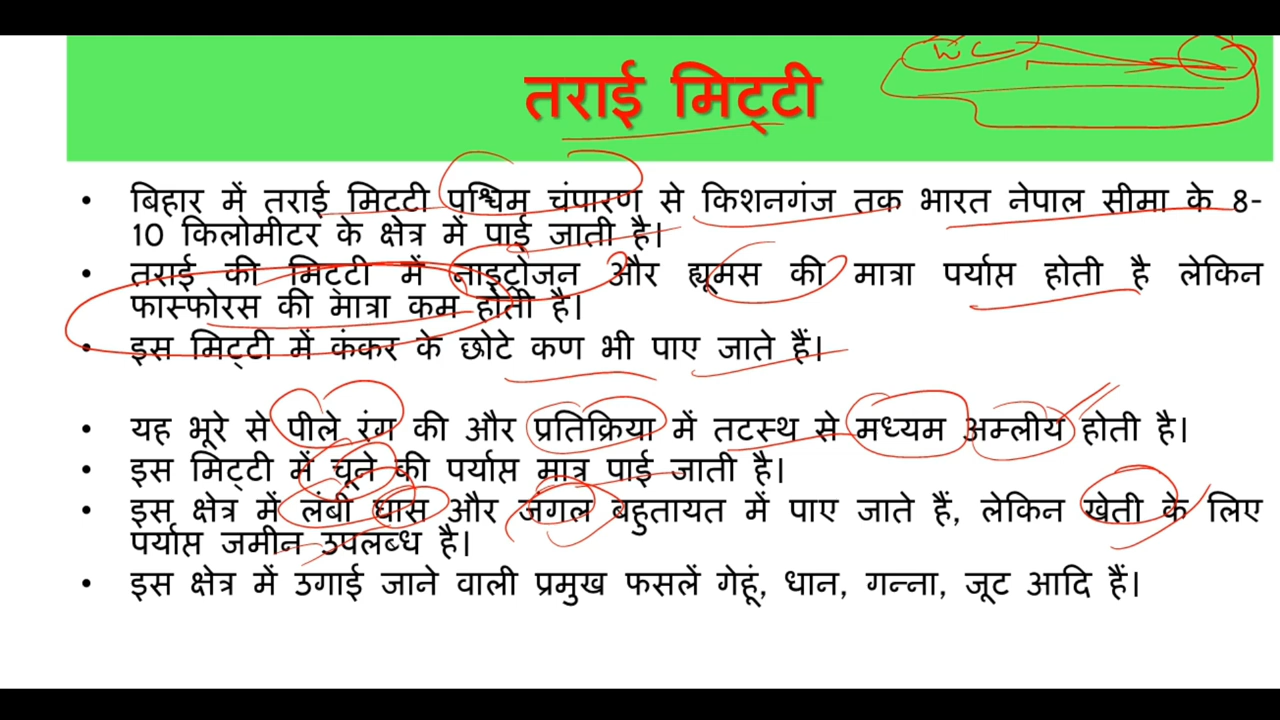 तराई मिट्टी
WC
• बिहार में तराई मिटटी पश्चिम चंपारण से किशनगंज तक भारत नेपाल सीमा के 8-
10 किलोमीटर के क्षेत्र में पाई जाती है।
• तराई की मिट्टी में नाइट्रोजन और ह्यूमस की मात्रा पर्याप्त होती है लेकिन
फास्फोरस की मात्रा कम होती है।
• इस मिट्टी में कंकर के छोटे कण भी पाए जाते हैं।
• यह भूरे से पीले रंग की और प्रतिक्रिया में तटस्थ से मध्यम अम्लीय होती है।
• इस मिट्टी में चूने की पर्याप्त मात्र पाई जाती है।
• इस क्षेत्र में लंबी घास और जंगल बहुतायत में पाए जाते हैं, लेकिन खेती के लिए
पर्याप्त जमीन उपलब्ध है।
• इस क्षेत्र में उगाई जाने वाली प्रमुख फसलें गेहूं, धान, गन्ना, जूट आदि हैं।